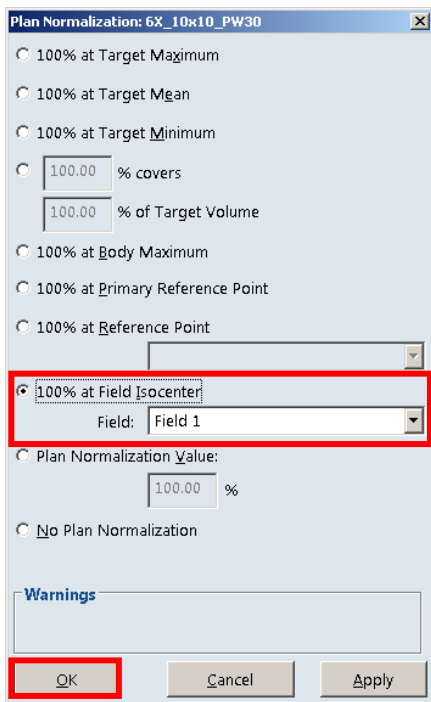 Plan Normalization: 6X_10x10_PW30
100% at Target Maximum
100% at Target Mean
100% at Target Minimum
100.00 % covers
100.00 % of Target Volume
100% at Body Maximum
100% at Primary Reference Point
100% at Reference Point
100% at Field Isocenter
Field: Field 1
Plan Normalization Value:
100.00 %
No Plan Normalization
Warnings
OK Cancel Apply